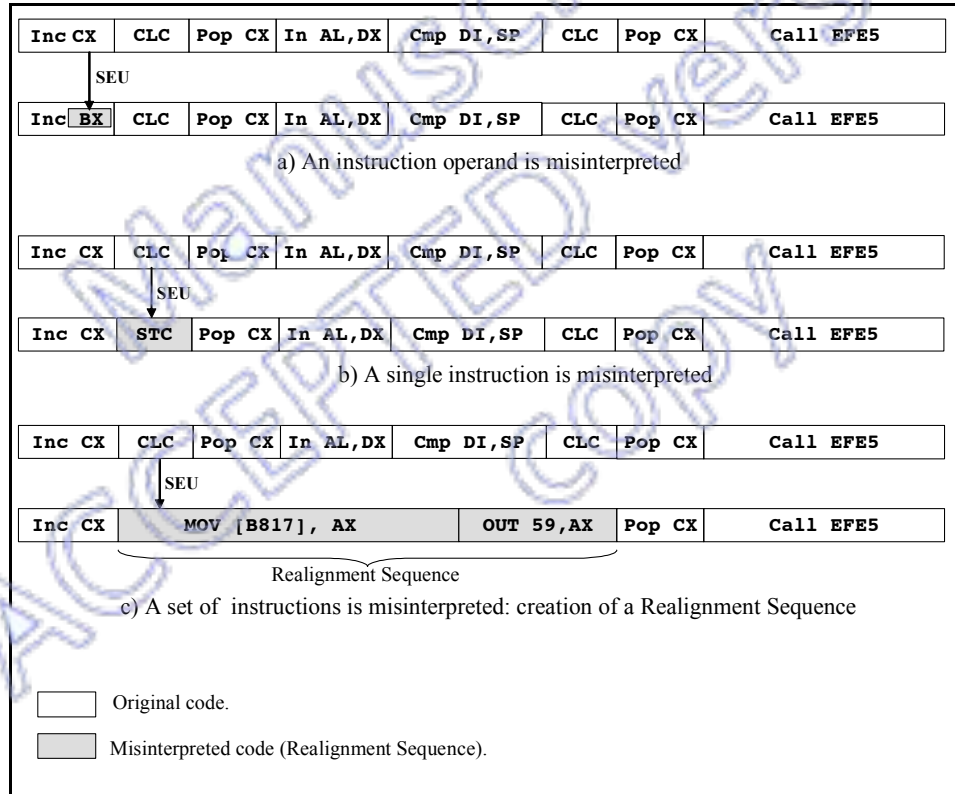 Inc CX CLC Pop CX In AL,DX Cmp DI,SP CLC Pop CX Call EFE5
SEU
Inc BX CLC Pop CX In AL,DX Cmp DI,SP CLC Pop CX Call EFE5
a) An instruction operand is misinterpreted
Inc CX CLC Pop CX In AL,DX Cmp DI,SP CLC Pop CX Call EFE5
SEU
Inc CX STC Pop CX In AL,DX Cmp DI,SP CLC Pop CX Call EFE5
b) A single instruction is misinterpreted
Inc CX CLC Pop CX In AL,DX Cmp DI,SP CLC Pop CX Call EFE5
SEU
Inc CX MOV [B817], AX OUT 59,AX Pop CX Call EFE5
Realignment Sequence
c) A set of instructions is misinterpreted: creation of a Realignment Sequence
Original code.
Misinterpreted code (Realignment Sequence).
ACCEPTED
copy